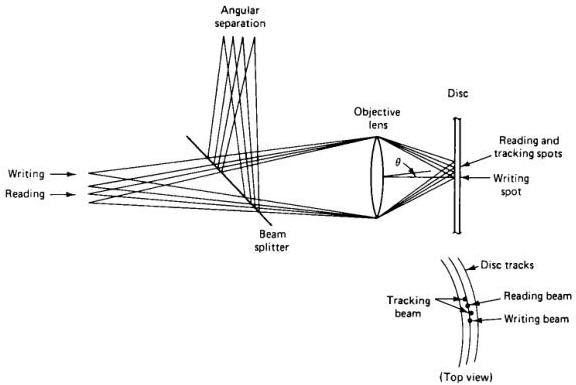 Angular
separation
Disc
Objective
lens
Reading and
tracking spots
θ
Writing
Reading
Writing
spot
Beam
splitter
Disc tracks
Tracking
beam
Reading beam
Writing beam
(Top view)